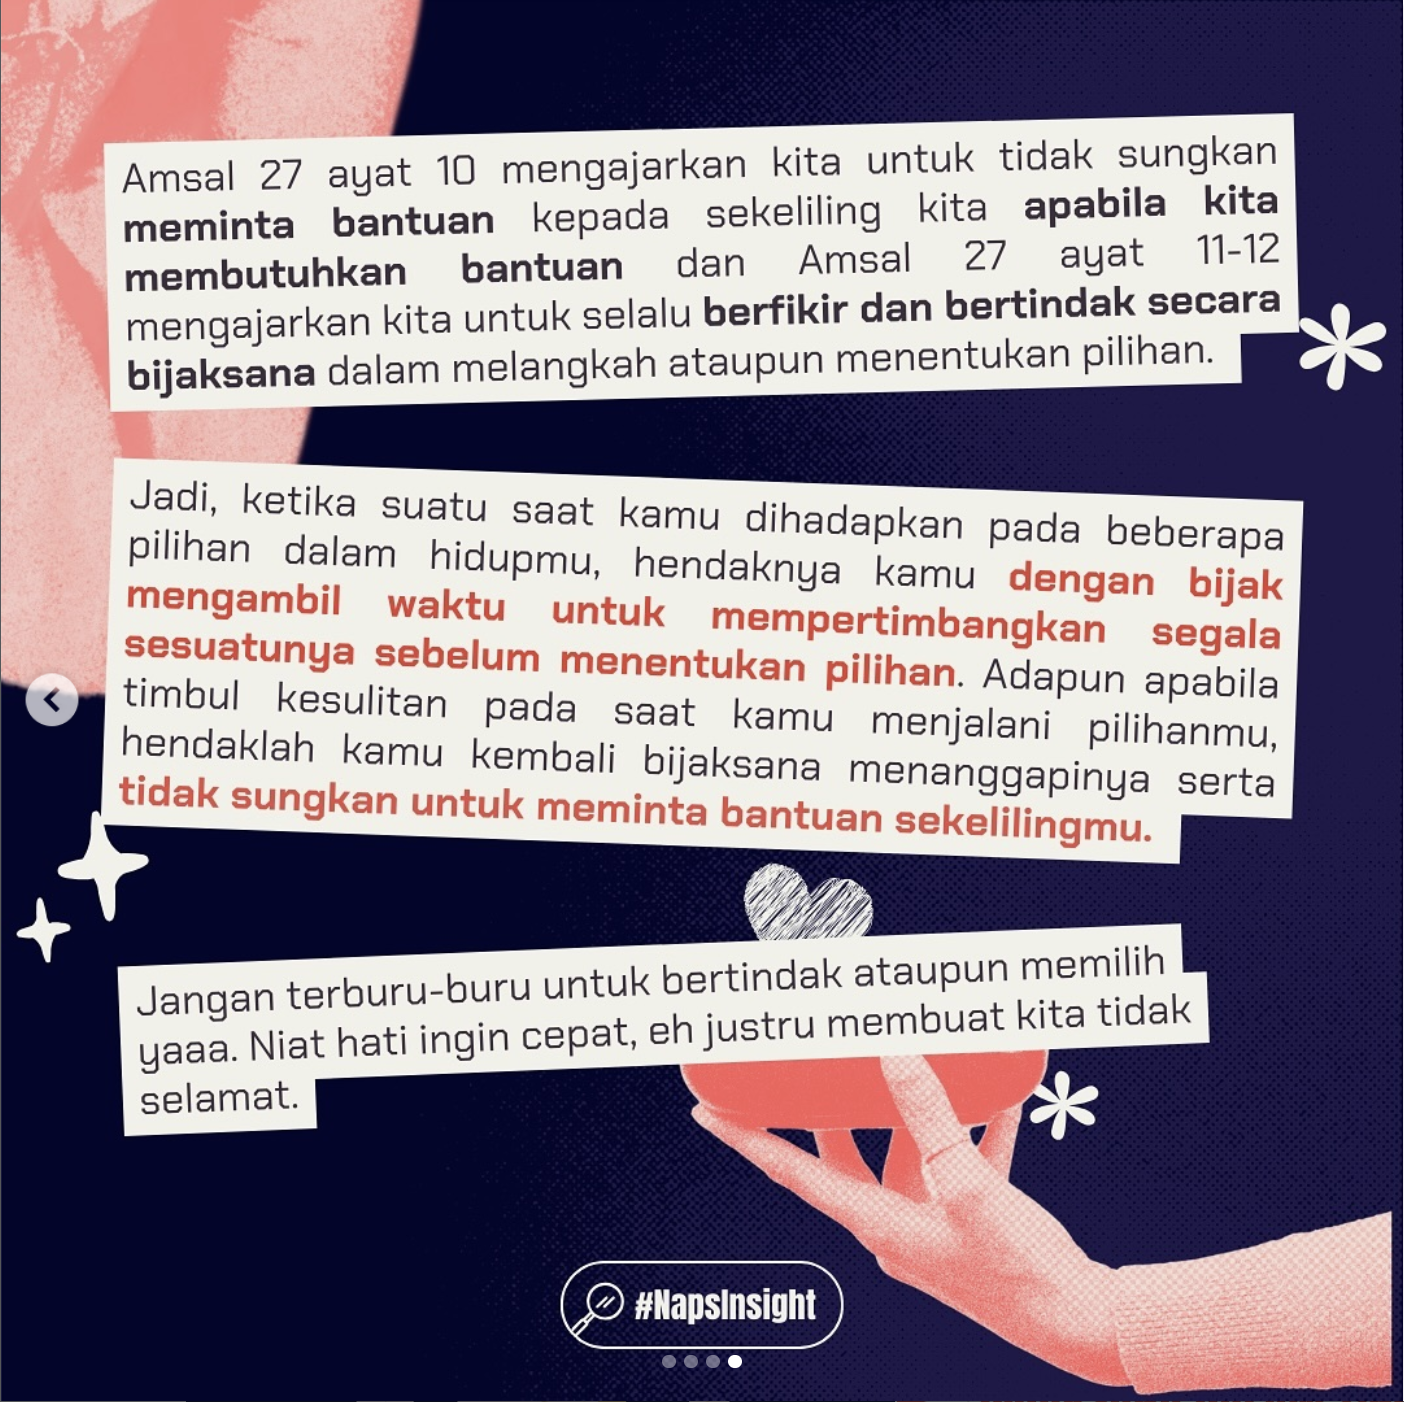 Amsal 27 ayat 10 mengajarkan kita untuk tidak sungkan
meminta bantuan kepada sekeliling kita apabila kita
membutuhkan bantuan dan Amsal 27 ayat 11-12
mengajarkan kita untuk selalu berfikir dan bertindak secara
bijaksana dalam melangkah ataupun menentukan pilihan.
Jadi, ketika suatu saat kamu dihadapkan pada beberapa
pilihan dalam hidupmu, hendaknya kamu dengan bijak
mengambil waktu untuk mempertimbangkan segala
sesuatunya sebelum menentukan pilihan. Adapun apabila
timbul kesulitan pada saat kamu menjalani pilihanmu,
hendaklah kamu kembali bijaksana menanggapinya serta
tidak sungkan untuk meminta bantuan sekelilingmu.
Jangan terburu-buru untuk bertindak ataupun memilih
yaaa. Niat hati ingin cepat, eh justru membuat kita tidak
selamat.
#NapsInsight